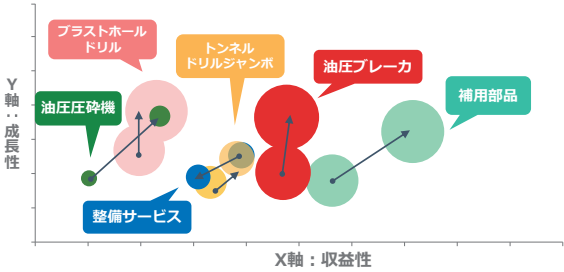 ブラストホール
ドリル
トンネル
ドリルジャンボ
油圧ブレーカ
油圧圧砕機
補用部品
整備サービス
Y軸：成長性
X軸：収益性